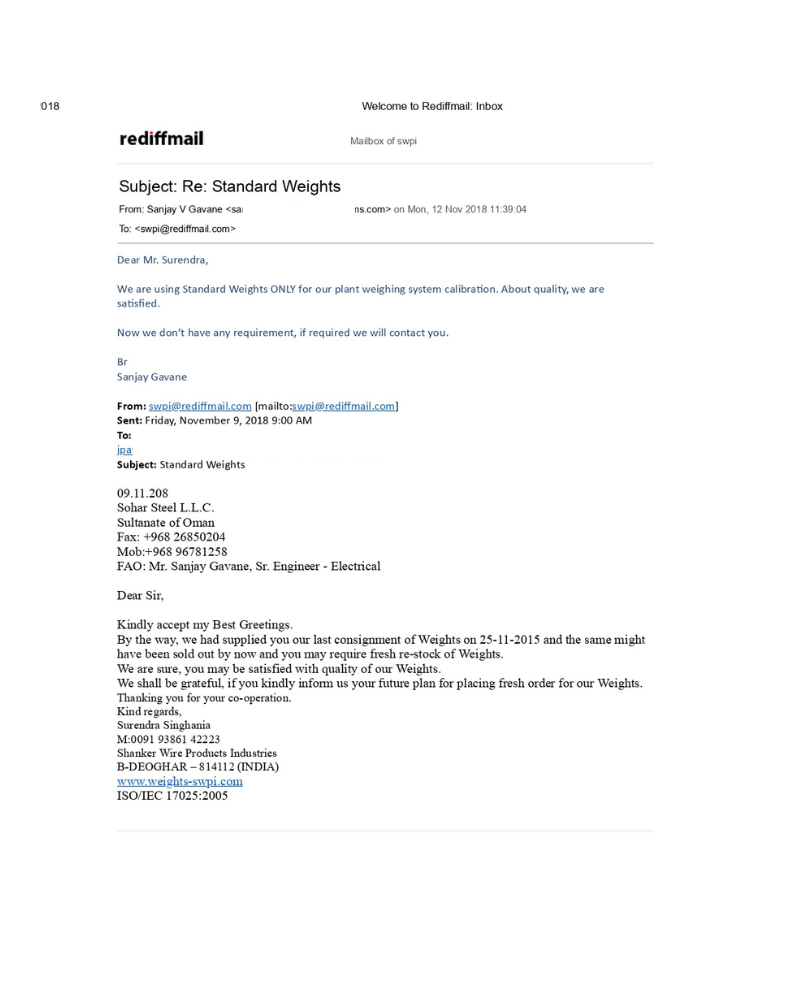 018
Welcome to Rediffmail: Inbox
rediffmail
Mailbox of swpi
Subject: Re: Standard Weights
From: Sanjay V Gavane <sa ns.com> on Mon, 12 Nov 2018 11:39:04
To: <swpi@rediffmail.com>
Dear Mr. Surendra,
We are using Standard Weights ONLY for our plant weighing system calibration. About quality, we are
satisfied.
Now we don't have any requirement, if required we will contact you.
Br
Sanjay Gavane
From: swpi@rediffmail.com [mailto:swpi@rediffmail.com]
Sent: Friday, November 9, 2018 9:00 AM
To:
jpa
Subject: Standard Weights
09.11.208
Sohar Steel L.L.C.
Sultanate of Oman
Fax: +968 26850204
Mob:+968 96781258
FAO: Mr. Sanjay Gavane, Sr. Engineer - Electrical
Dear Sir,
Kindly accept my Best Greetings.
By the way, we had supplied you our last consignment of Weights on 25-11-2015 and the same might
have been sold out by now and you may require fresh re-stock of Weights.
We are sure, you may be satisfied with quality of our Weights.
We shall be grateful, if you kindly inform us your future plan for placing fresh order for our Weights.
Thanking you for your co-operation.
Kind regards,
Surendra Singhania
M:0091 93861 42223
Shanker Wire Products Industries
B-DEOGHAR – 814112 (INDIA)
www.weights-swpi.com
ISO/IEC 17025:2005